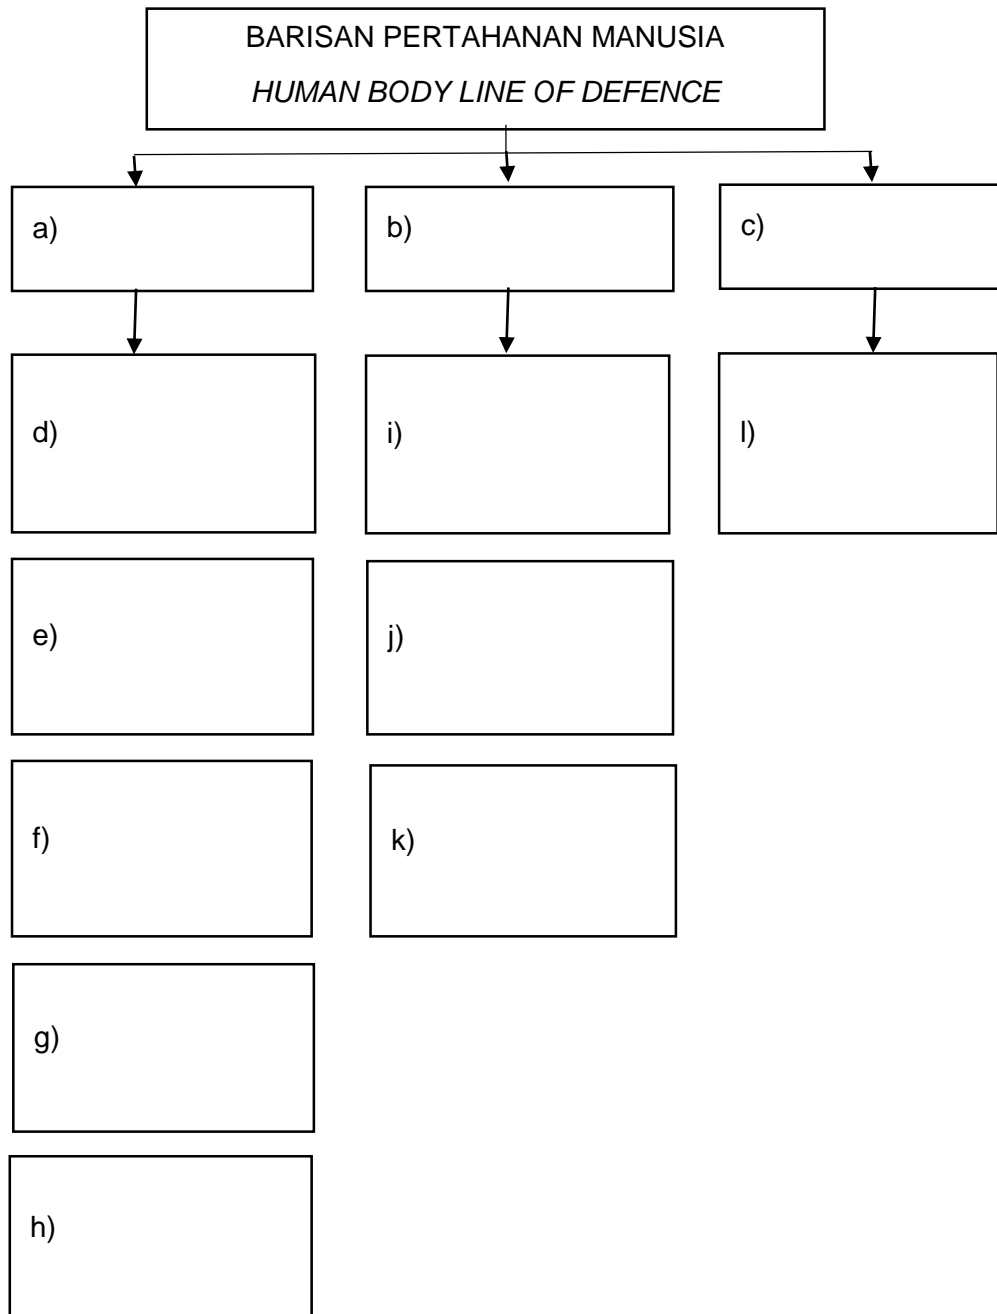 BARISAN PERTAHANAN MANUSIA
HUMAN BODY LINE OF DEFENCE
a)
b)
c)
d)
i)
l)
e)
j)
f)
k)
g)
h)